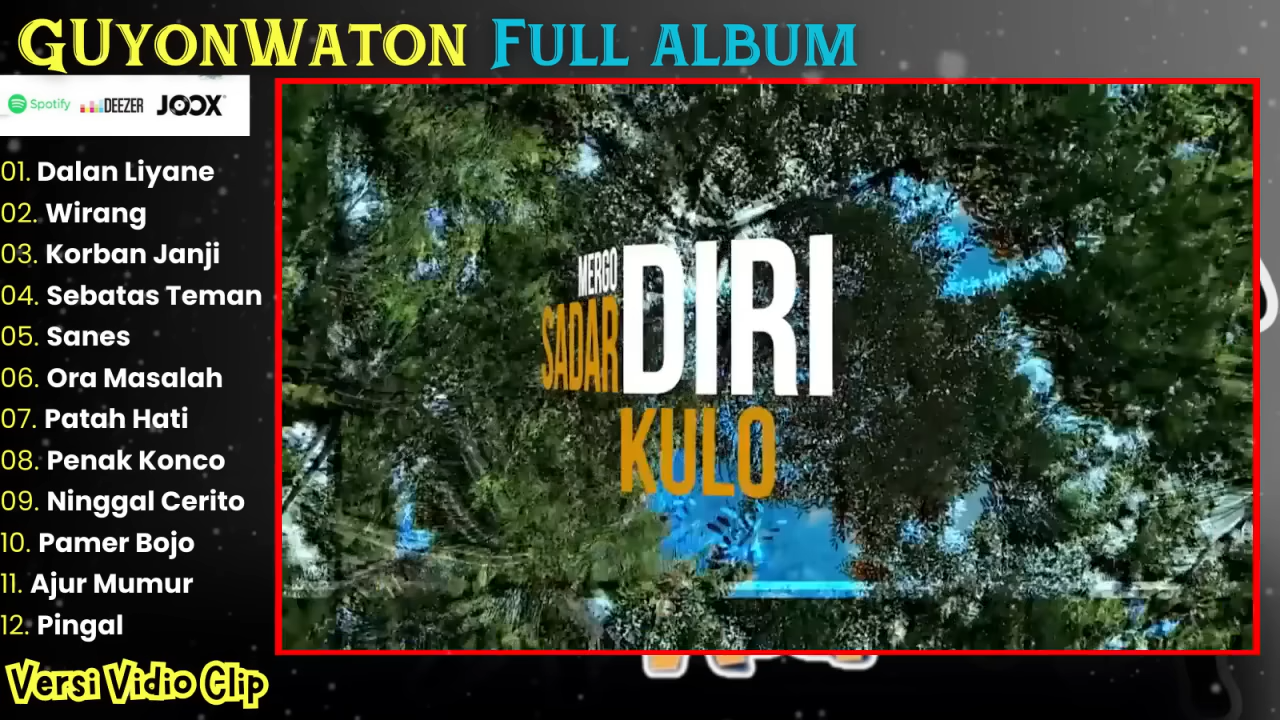 GUYONWATON FULL ALBUM
Spotify DEEZER JOOX
01. Dalan Liyane
02. Wirang
03. Korban Janji
04. Sebatas Teman
05. Sanes
06. Ora Masalah
07. Patah Hati
08. Penak Konco
09. Ninggal Cerito
10. Pamer Bojo
11. Ajur Mumur
12. Pingal
Versi Vidio Clip
MERGO
SADAR DIRI
KULO